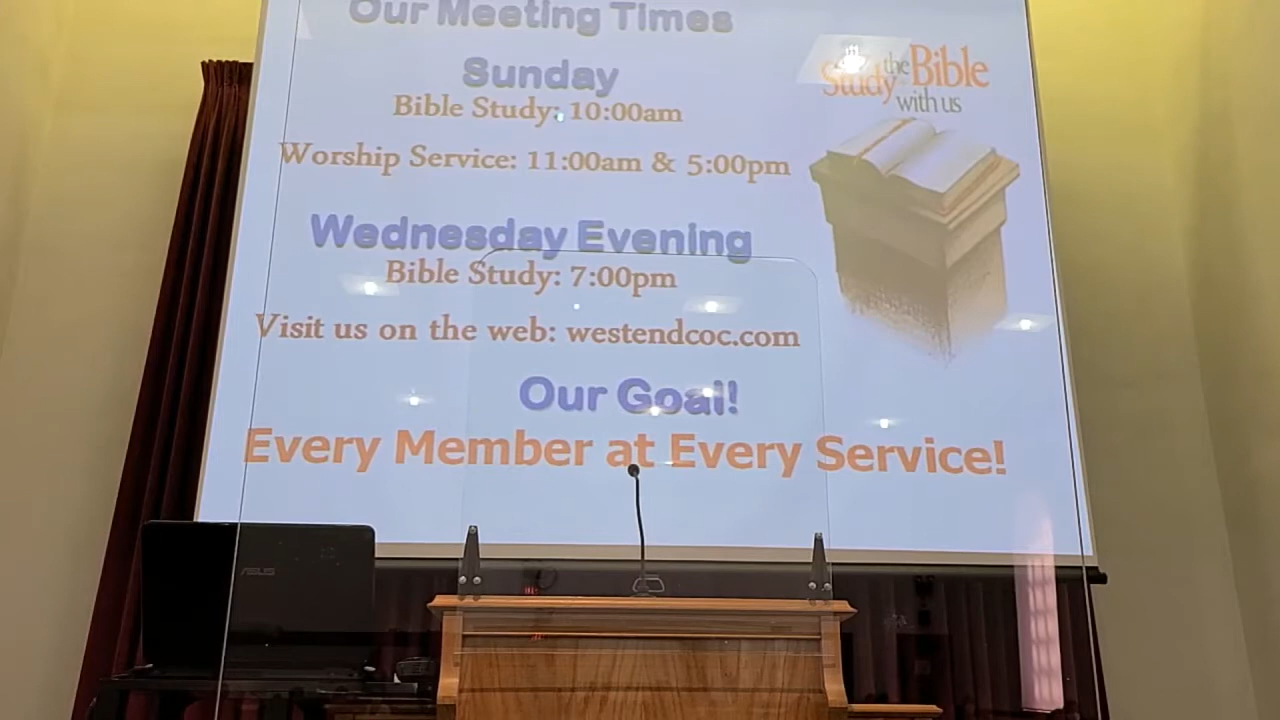 Our Meeting Times
Sunday
Bible Study: 10:00am
Worship Service: 11:00am & 5:00pm
Wednesday Evening
Bible Study: 7:00pm
Visit us on the web: westendcoc.com
Our Goal!
Every Member at Every Service!
Study the Bible
with us
ASUS